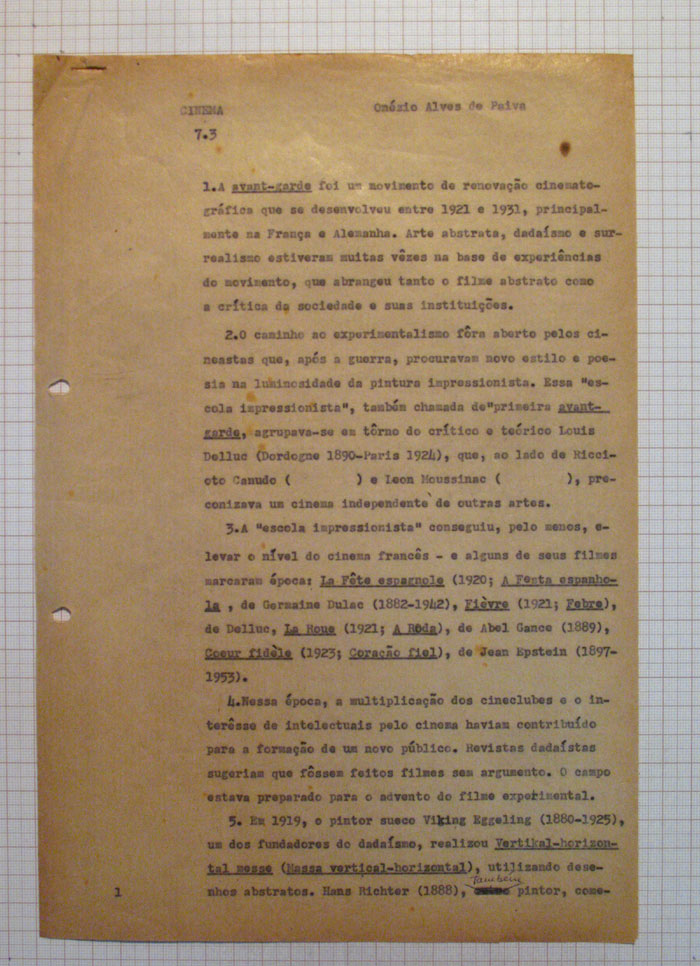 CINEMA Onézio Alves de Paiva
7.3
1.A avant-garde foi um movimento de renovação cinemato-
gráfica que se desenvolveu entre 1921 e 1931, principal-
mente na França e Alemanha. Arte abstrata, dadaísmo e sur-
realismo estiveram muitas vêzes na base de experiências
do movimento, que abrangeu tanto o filme abstrato como
a crítica da sociedade e suas instituições.
2.O caminho ao experimentalismo fôra aberto pelos ci-
neastas que, após a guerra, procuravam novo estilo e poe-
sia na luminosidade da pintura impressionista. Essa "es-
cola impressionista", também chamada de"primeira avant-
garde, agrupava-se em tôrno do crítico e teórico Louis
Delluc (Dordogne 1890-Paris 1924), que, ao lado de Ricci-
oto Canudo ( ) e Leon Moussinac ( ), pre-
conizava um cinema independente de outras artes.
3.A "escola impressionista" conseguiu, pelo menos, e-
levar o nível do cinema francês - e alguns de seus filmes
marcaram época: La Fête espagnole (1920; A Festa espanho-
la , de Germaine Dulac (1882-1942), Fièvre (1921; Febre),
de Delluc, La Roue (1921; A Roda), de Abel Gance (1889),
Coeur fidèle (1923; Coração fiel), de Jean Epstein (1897-
1953).
4.Nessa época, a multiplicação dos cineclubes e o in-
terêsse de intelectuais pelo cinema haviam contribuído
para a formação de um novo público. Revistas dadaístas
sugeriam que fôssem feitos filmes sem argumento. O campo
estava preparado para o advento do filme experimental.
5. Em 1919, o pintor sueco Viking Eggeling (1880-1925),
um dos fundadores do dadaísmo, realizou Vertikal-horizon-
tal messe (Massa vertical-horizontal), utilizando dese-
também
nhos abstratos. Hans Richter (1888), pintor, come-
1